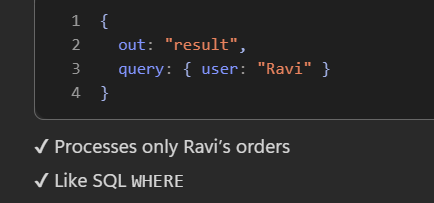 1 {
2   out: "result",
3   query: { user: "Ravi" }
4 }
✓ Processes only Ravi’s orders
✓ Like SQL WHERE